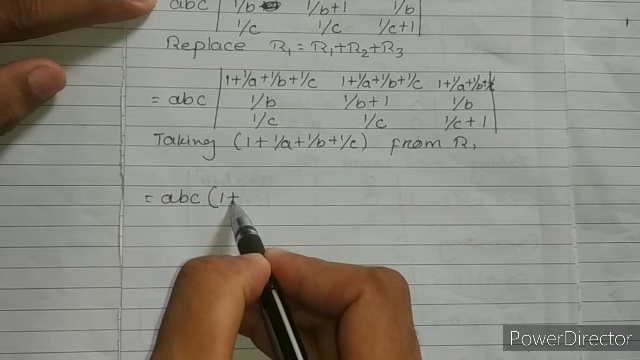 abc 1/b 1/b+1 1/b
1/c 1/c 1/c+1
Replace R₁ = R₁+R₂+R₃
1+1/a+1/b+1/c 1+1/a+1/b+1/c 1+1/a+1/b+1/c
= abc 1/b 1/b+1 1/b
1/c 1/c 1/c+1
Taking (1+1/a+1/b+1/c) from R₁
= abc (1+
PowerDirector